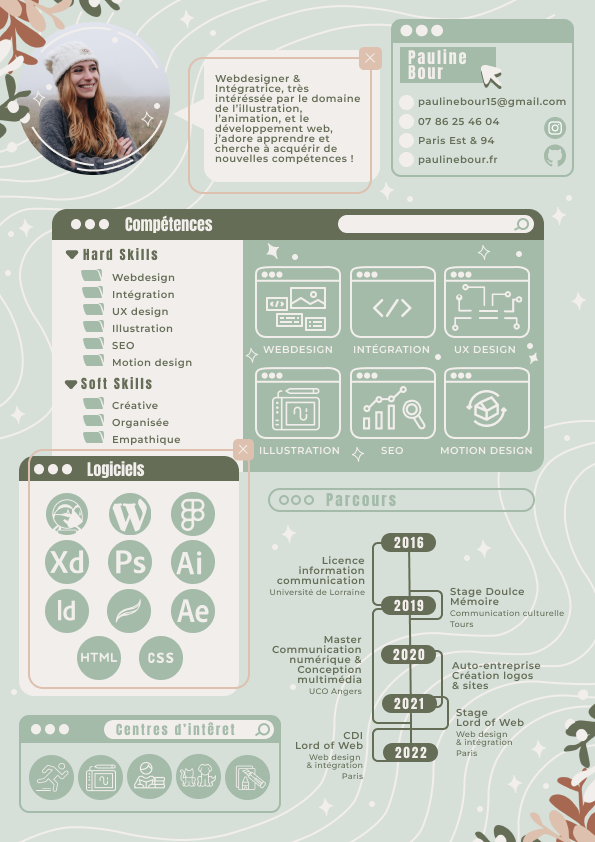 Webdesigner &
Intégratrice, très
intéréssée par le domaine
de l'illustration,
l'animation, et le
développement web,
j'adore apprendre et
cherche à acquérir de
nouvelles compétences !
Pauline
Bour
paulinebour15@gmail.com
07 86 25 46 04
Paris Est & 94
paulinebour.fr
Compétences
Hard Skills
Webdesign
Intégration
UX design
Illustration
SEO
Motion design
Soft Skills
Créative
Organisée
Empathique
WEBDESIGN
INTÉGRATION
UX DESIGN
ILLUSTRATION
SEO
MOTION DESIGN
Logiciels
W
Xd
Ps
Ai
Id
Ae
HTML
CSS
Centres d'intêret
Parcours
2016
Licence
information
communication
Université de Lorraine
2019
Stage Doulce
Mémoire
Communication culturelle
Tours
Master
Communication
numérique &
Conception
multimédia
UCO Angers
2020
Auto-entreprise
Création logos
& sites
2021
Stage
Lord of Web
Web design
& intégration
Paris
CDI
Lord of Web
Web design
& intégration
Paris
2022